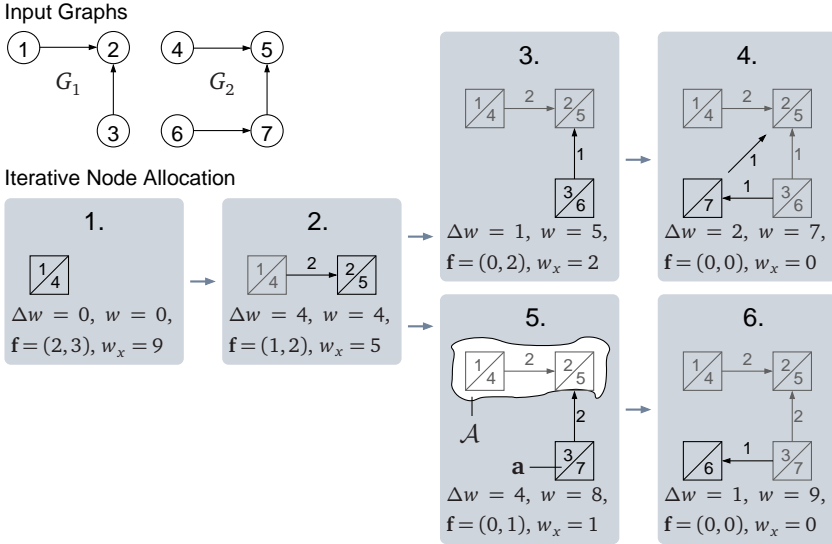 Input Graphs
1 2 4 5
G₁ G₂
3 6 7
Iterative Node Allocation
1.
1 4
Δw = 0, w = 0,
f = (2, 3), wₓ = 9
2.
1 4 2 2 5
Δw = 4, w = 4,
f = (1, 2), wₓ = 5
3.
1 4 2 2 5
1
3 6
Δw = 1, w = 5,
f = (0, 2), wₓ = 2
4.
1 4 2 2 5
1 1
7 1 3 6
Δw = 2, w = 7,
f = (0, 0), wₓ = 0
5.
1 4 2 2 5
𝒜 2
a 3 7
Δw = 4, w = 8,
f = (0, 1), wₓ = 1
6.
1 4 2 2 5
2
6 1 3 7
Δw = 1, w = 9,
f = (0, 0), wₓ = 0